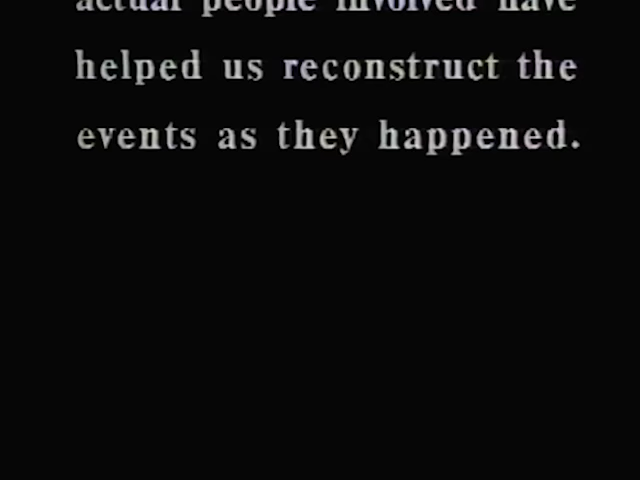 actual people involved have
helped us reconstruct the
events as they happened.